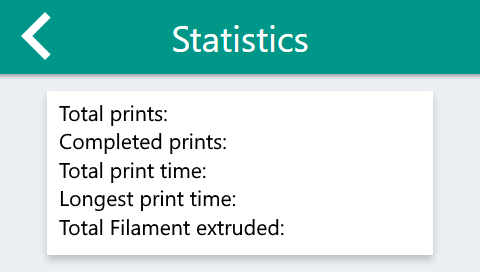 Statistics
Total prints:
Completed prints:
Total print time:
Longest print time:
Total Filament extruded: